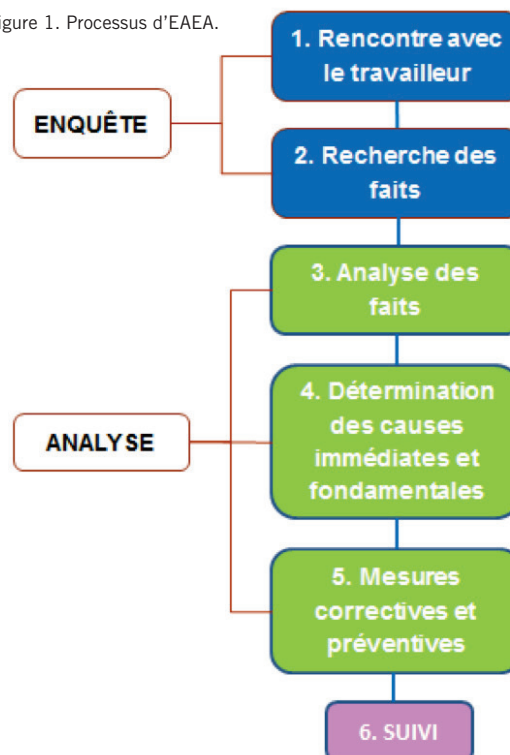 igure 1. Processus d'EAEA.
1. Rencontre avec
le travailleur
ENQUÊTE
2. Recherche des
faits
3. Analyse des
faits
4. Détermination
des causes
immédiates et
fondamentales
ANALYSE
5. Mesures
correctives et
préventives
6. SUIVI